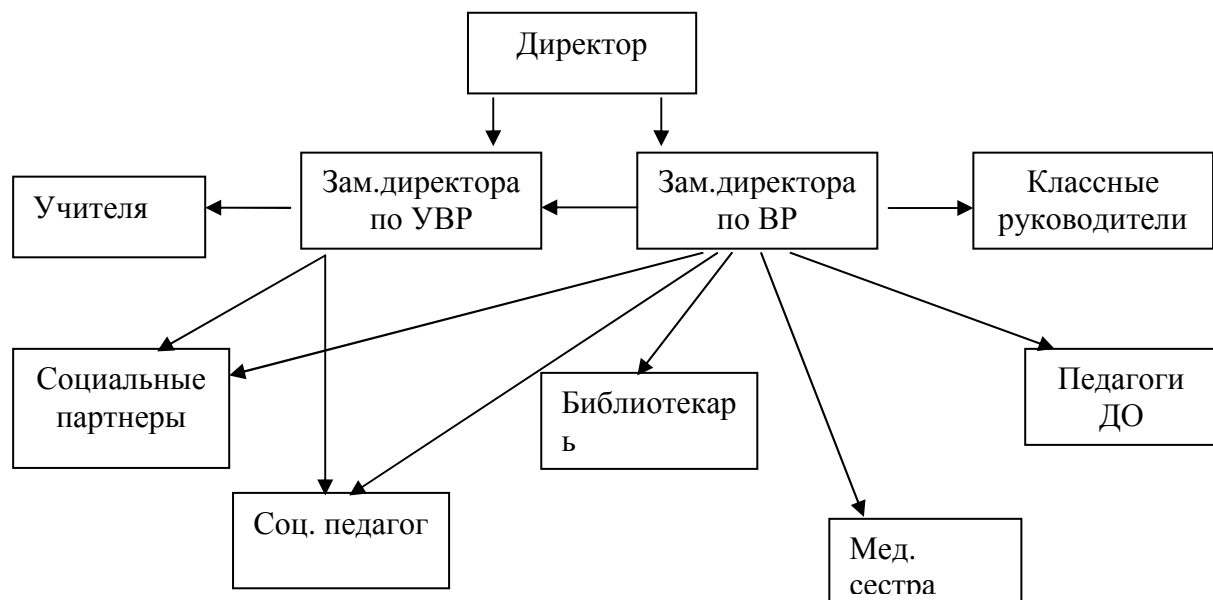 Директор
Зам.директора
по УВР
Зам.директора
по ВР
Классные
руководители
Учителя
Социальные
партнеры
Библиотекар
ь
Педагоги
ДО
Соц. педагог
Мед.
сестра